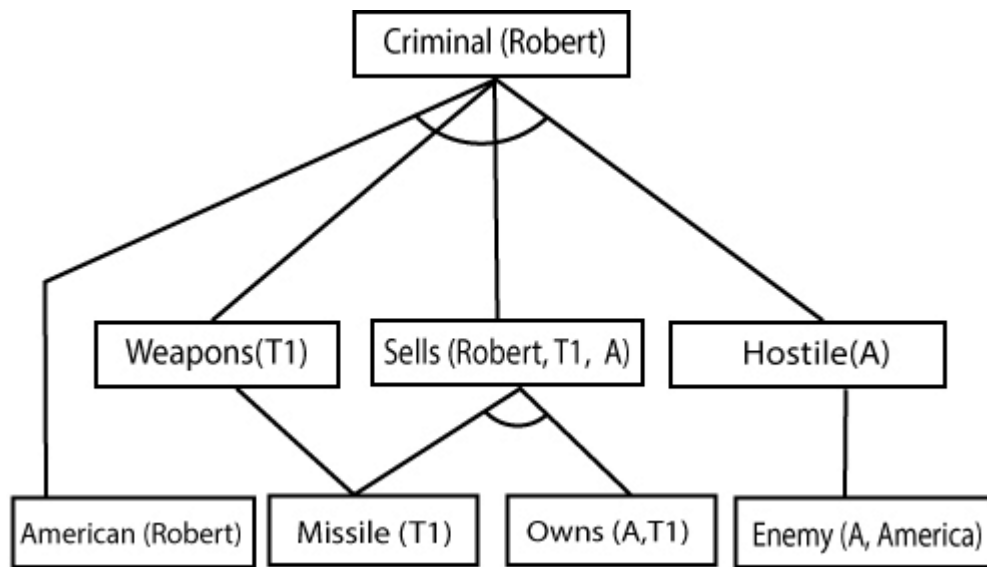 Criminal (Robert)
Weapons(T1)
Sells (Robert, T1, A)
Hostile(A)
American (Robert)
Missile (T1)
Owns (A,T1)
Enemy (A, America)